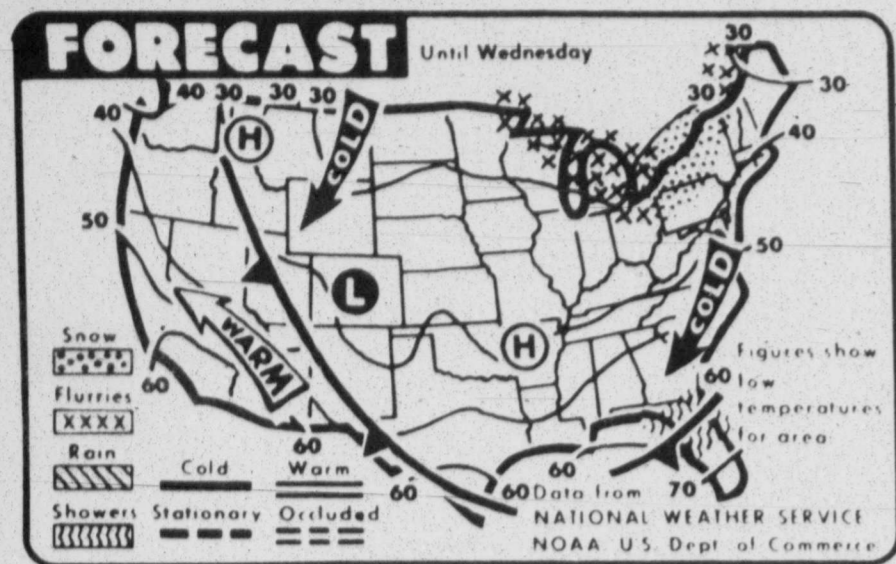 FORECAST
Until Wednesday
30
40 40 30 30 30
30 30
40
50
50
H
COLD
L
H
COLD
WARM
Snow
Flurries
XXXX
Rain
Showers
Cold
Warm
Stationary
Occluded
60
60
60
60
60
60
70
Figures show
low
temperatures
for area
Data from
NATIONAL WEATHER SERVICE
NOAA U.S. Dept of Commerce